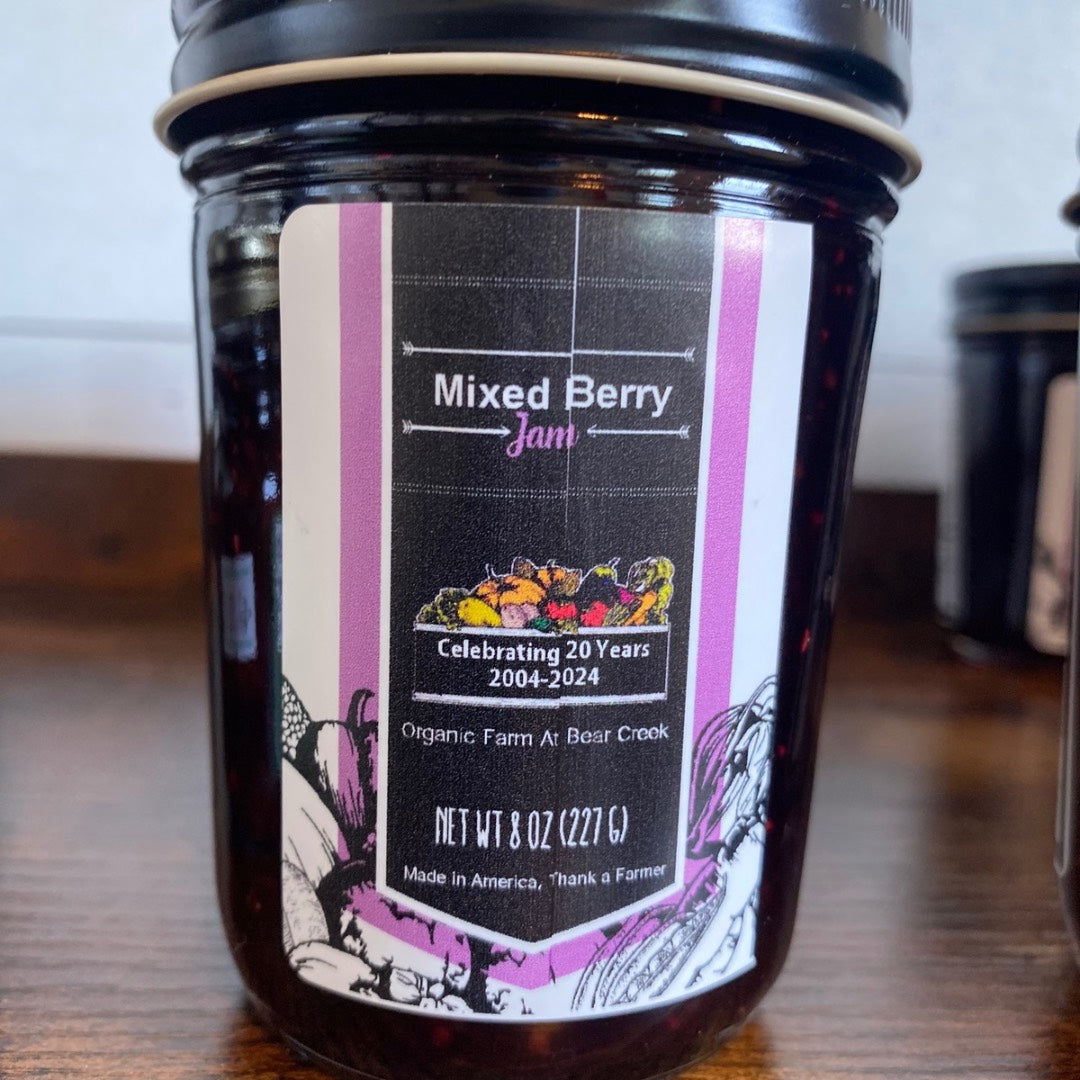 Mixed Berry
Jam
Celebrating 20 Years
2004-2024
Organic Farm At Bear Creek
NET WT 8 OZ (227 G)
Made in America, Thank a Farmer